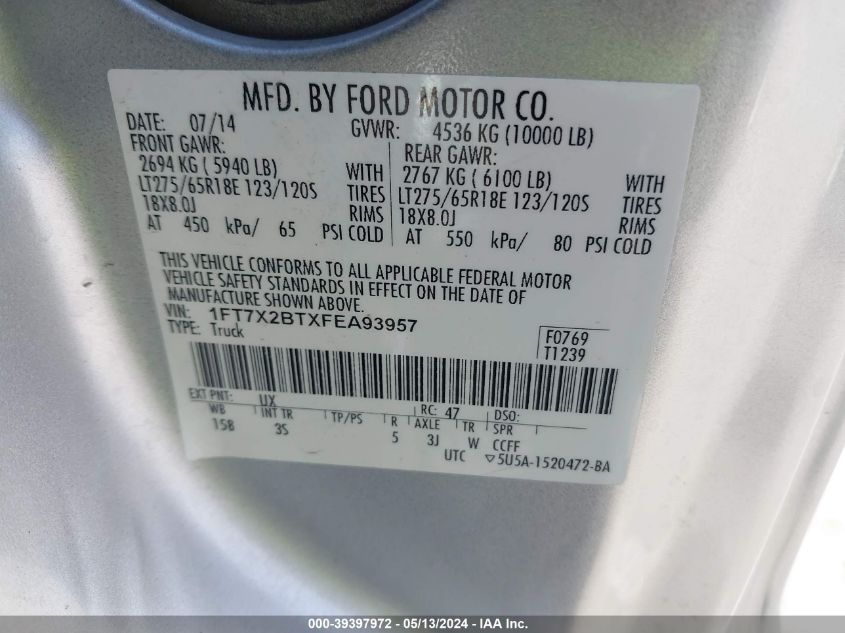 MFD. BY FORD MOTOR CO.
DATE: 07/14 GVWR: 4536 KG (10000 LB)
FRONT GAWR: REAR GAWR:
2694 KG ( 5940 LB) WITH 2767 KG ( 6100 LB) WITH
LT275/65R18E 123/120S TIRES LT275/65R18E 123/120S TIRES
18X8.0J RIMS 18X8.0J RIMS
AT 450 kPa/ 65 PSI COLD AT 550 kPa/ 80 PSI COLD
THIS VEHICLE CONFORMS TO ALL APPLICABLE FEDERAL MOTOR
VEHICLE SAFETY STANDARDS IN EFFECT ON THE DATE OF
MANUFACTURE SHOWN ABOVE.
VIN: 1FT7X2BTXFEA93957
TYPE: Truck
F0769
T1239
EXT PNT: UX RC: 47 DSO:
WB INT TR TP/PS R AXLE TR SPR
158 3S 5 3J W CCFF
UTC ▽5U5A-1520472-BA
000-39397972 - 05/13/2024 - IAA Inc.